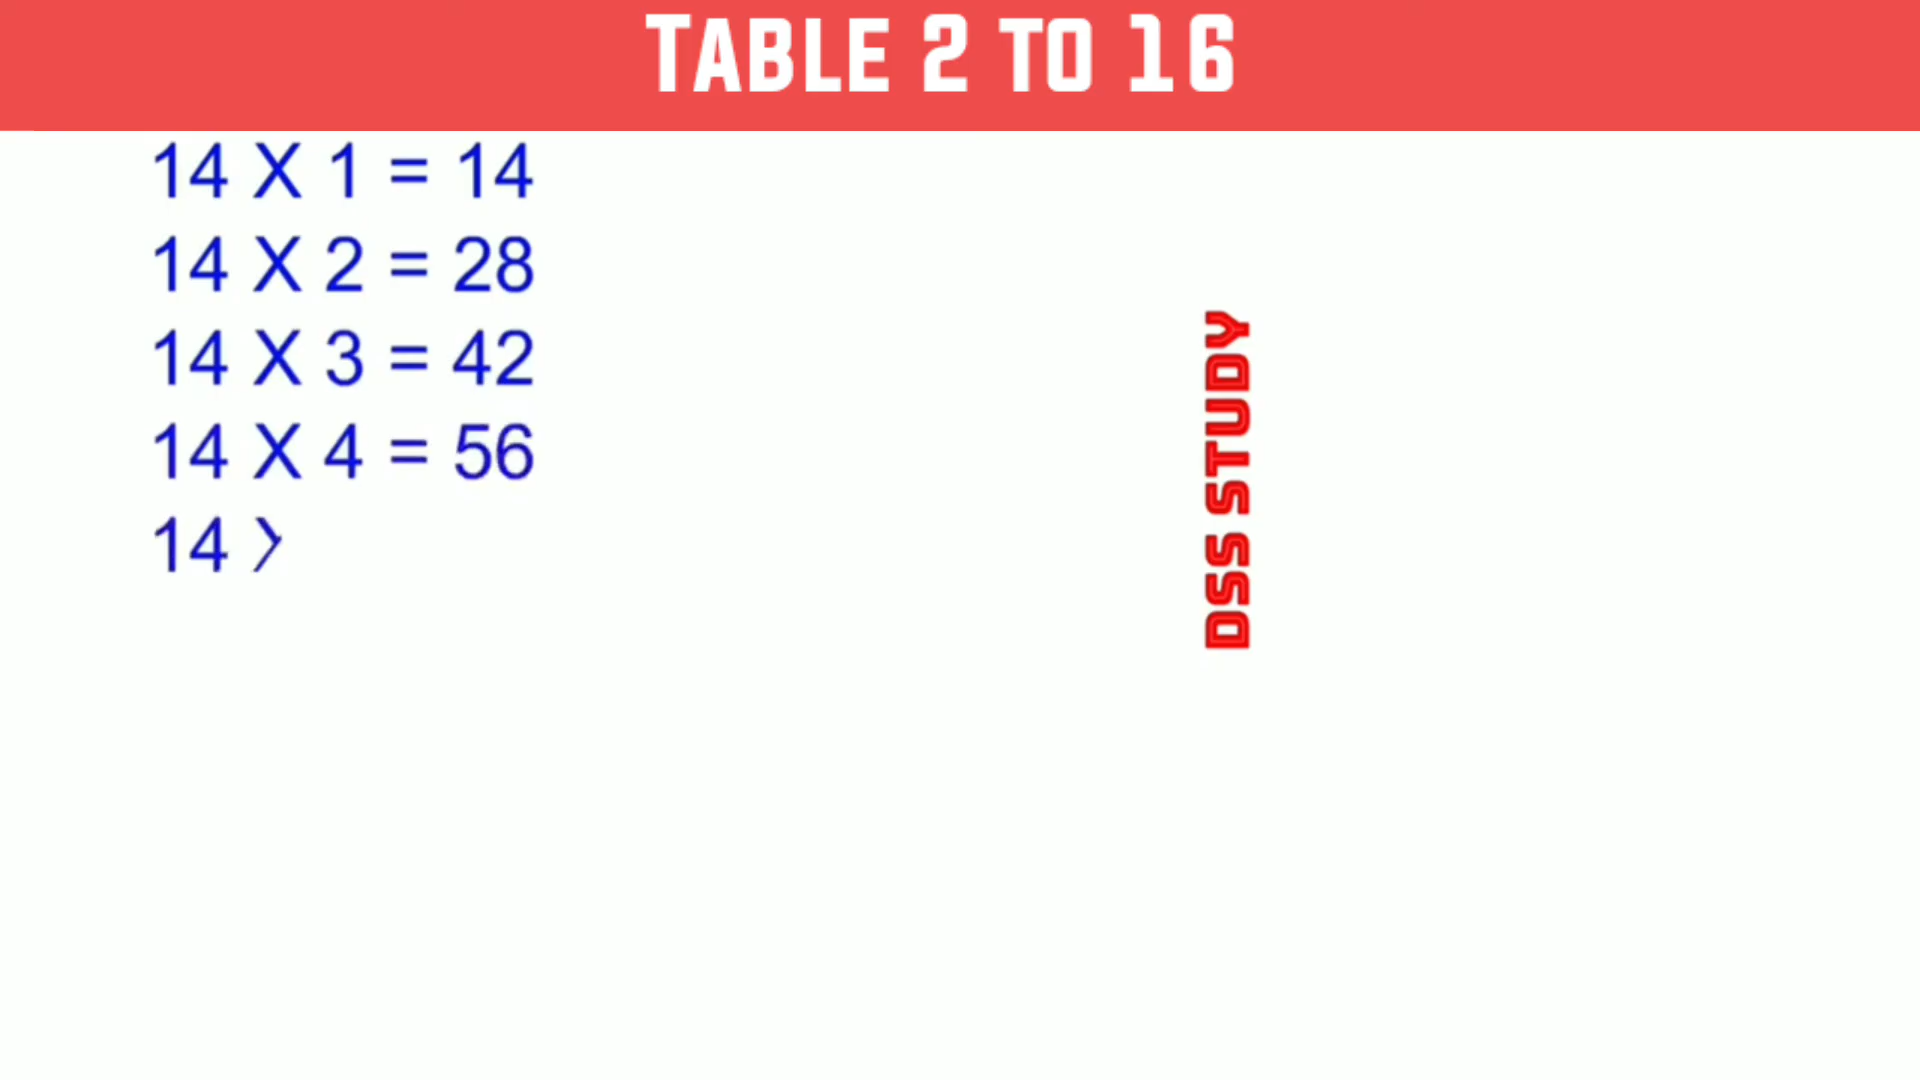 TABLE 2 TO 16
14 X 1 = 14
14 X 2 = 28
14 X 3 = 42
14 X 4 = 56
14
DSS STUDY